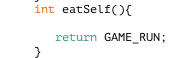 int eatSelf(){
return GAME_RUN;
}